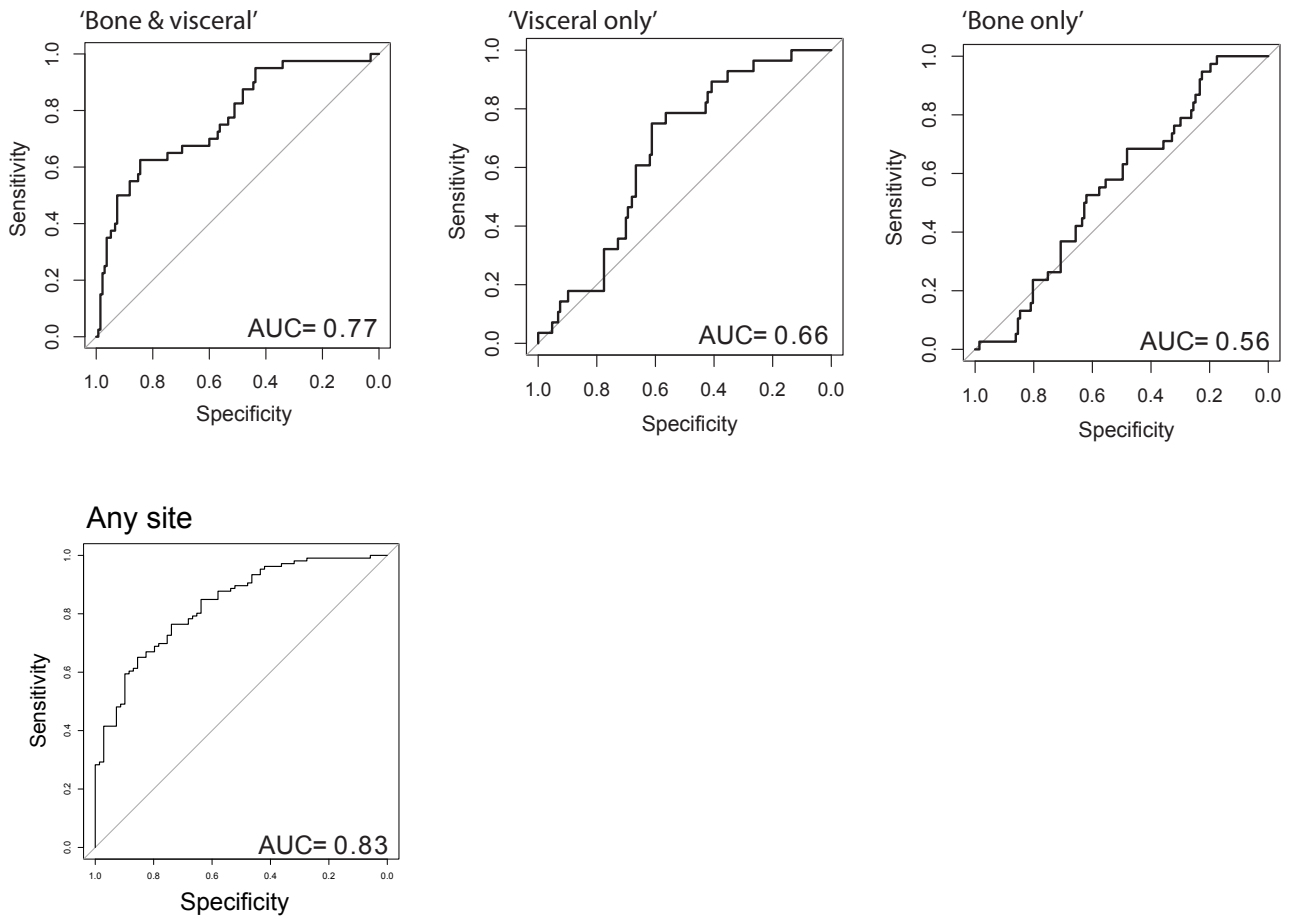 ‘Bone & visceral’
Sensitivity
1.0
0.8
0.6
0.4
0.2
0.0
AUC= 0.77
1.0 0.8 0.6 0.4 0.2 0.0
Specificity
‘Visceral only’
Sensitivity
1.0
0.8
0.6
0.4
0.2
0.0
AUC= 0.66
1.0 0.8 0.6 0.4 0.2 0.0
Specificity
‘Bone only’
Sensitivity
1.0
0.8
0.6
0.4
0.2
0.0
AUC= 0.56
1.0 0.8 0.6 0.4 0.2 0.0
Specificity
Any site
Sensitivity
1.0
0.8
0.6
0.4
0.2
0.0
AUC= 0.83
1.0 0.8 0.6 0.4 0.2 0.0
Specificity